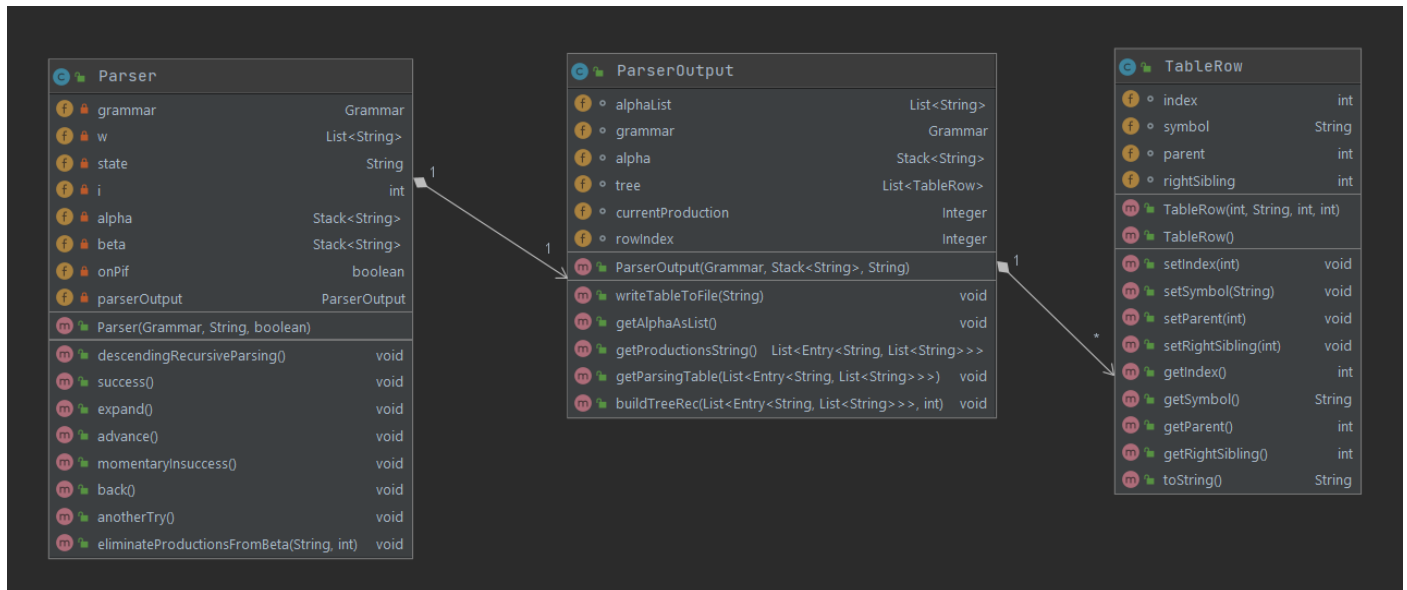 Parser
grammar Grammar
w List<String>
state String
i int
alpha Stack<String>
beta Stack<String>
onPif boolean
parserOutput ParserOutput
Parser(Grammar, String, boolean)
descendingRecursiveParsing() void
success() void
expand() void
advance() void
momentaryInsuccess() void
back() void
anotherTry() void
eliminateProductionsFromBeta(String, int) void
1
1
ParserOutput
alphaList List<String>
grammar Grammar
alpha Stack<String>
tree List<TableRow>
currentProduction Integer
rowIndex Integer
ParserOutput(Grammar, Stack<String>, String)
writeTableToFile(String) void
getAlphaAsList() void
getProductionsString() List<Entry<String, List<String>>>
getParsingTable(List<Entry<String, List<String>>>) void
buildTreeRec(List<Entry<String, List<String>>>, int) void
1
*
TableRow
index int
symbol String
parent int
rightSibling int
TableRow(int, String, int, int)
TableRow()
setIndex(int) void
setSymbol(String) void
setParent(int) void
setRightSibling(int) void
getIndex() int
getSymbol() String
getParent() int
getRightSibling() int
toString() String